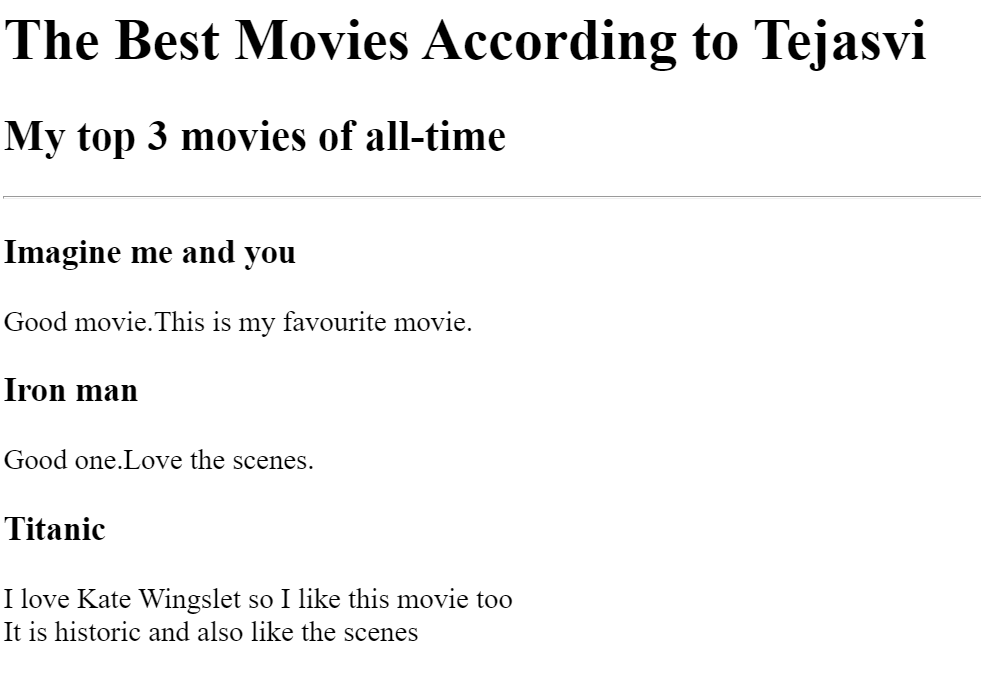 The Best Movies According to Tejasvi
My top 3 movies of all-time
Imagine me and you
Good movie.This is my favourite movie.
Iron man
Good one.Love the scenes.
Titanic
I love Kate Wingslet so I like this movie too
It is historic and also like the scenes